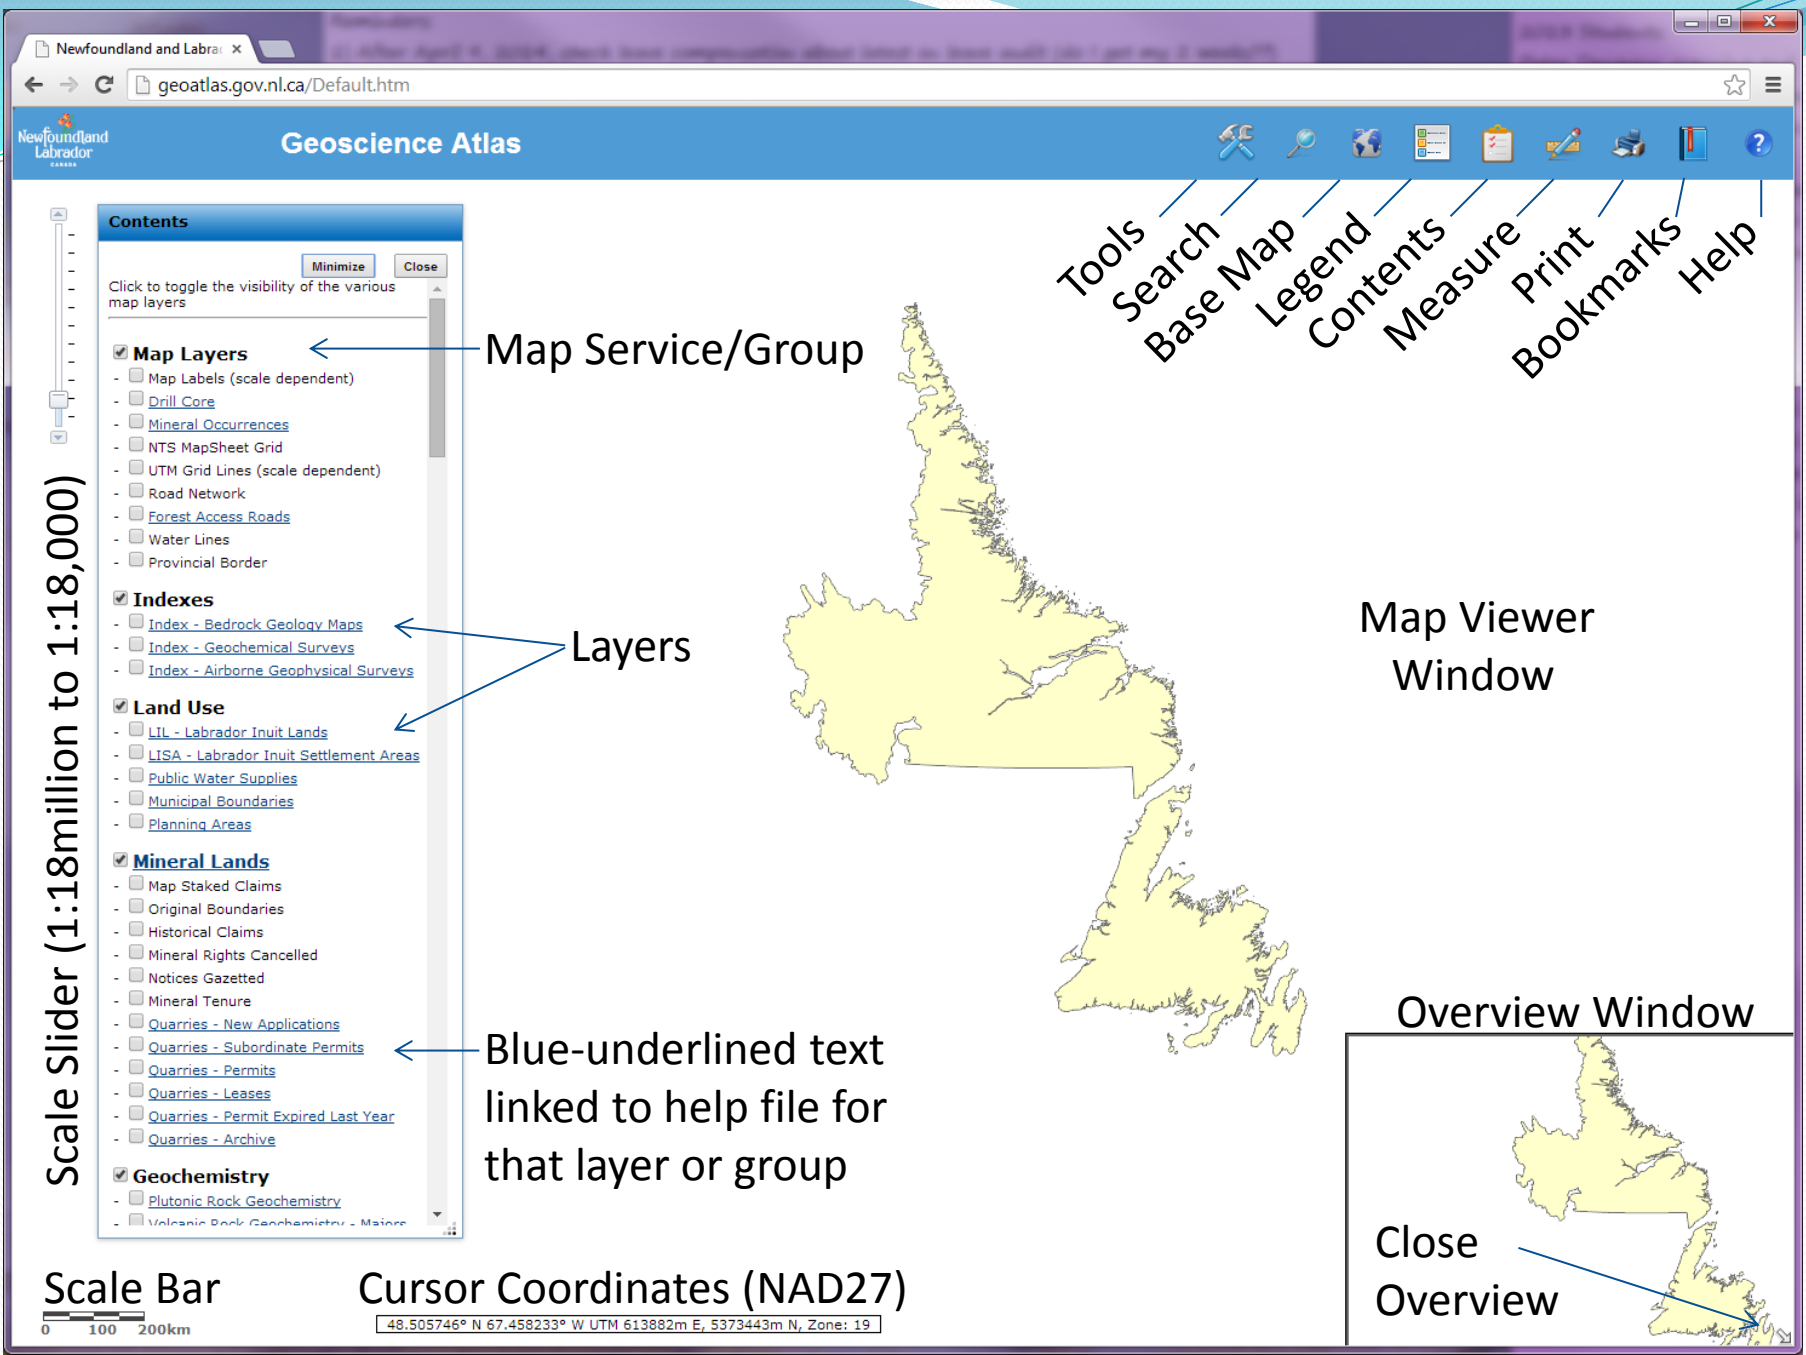 Newfoundland and Labrac
geoatlas.gov.nl.ca/Default.htm
Newfoundland
Labrador
CANADA
Geoscience Atlas
Tools
Search
Base Map
Legend
Contents
Measure
Print
Bookmarks
Help
Contents
Minimize
Close
Click to toggle the visibility of the various
map layers
Map Layers
- Map Labels (scale dependent)
- Drill Core
- Mineral Occurrences
- NTS MapSheet Grid
- UTM Grid Lines (scale dependent)
- Road Network
- Forest Access Roads
- Water Lines
- Provincial Border
Indexes
- Index - Bedrock Geology Maps
- Index - Geochemical Surveys
- Index - Airborne Geophysical Surveys
Land Use
- LIL - Labrador Inuit Lands
- LISA - Labrador Inuit Settlement Areas
- Public Water Supplies
- Municipal Boundaries
- Planning Areas
Mineral Lands
- Map Staked Claims
- Original Boundaries
- Historical Claims
- Mineral Rights Cancelled
- Notices Gazetted
- Mineral Tenure
- Quarries - New Applications
- Quarries - Subordinate Permits
- Quarries - Permits
- Quarries - Leases
- Quarries - Permit Expired Last Year
- Quarries - Archive
Geochemistry
- Plutonic Rock Geochemistry
- Volcanic Rock Geochemistry - Majors
Scale Slider (1:18million to 1:18,000)
Map Service/Group
Layers
Blue-underlined text
linked to help file for
that layer or group
Map Viewer
Window
Overview Window
Close
Overview
Scale Bar
0 100 200km
Cursor Coordinates (NAD27)
48.505746° N 67.458233° W UTM 613882m E, 5373443m N, Zone: 19